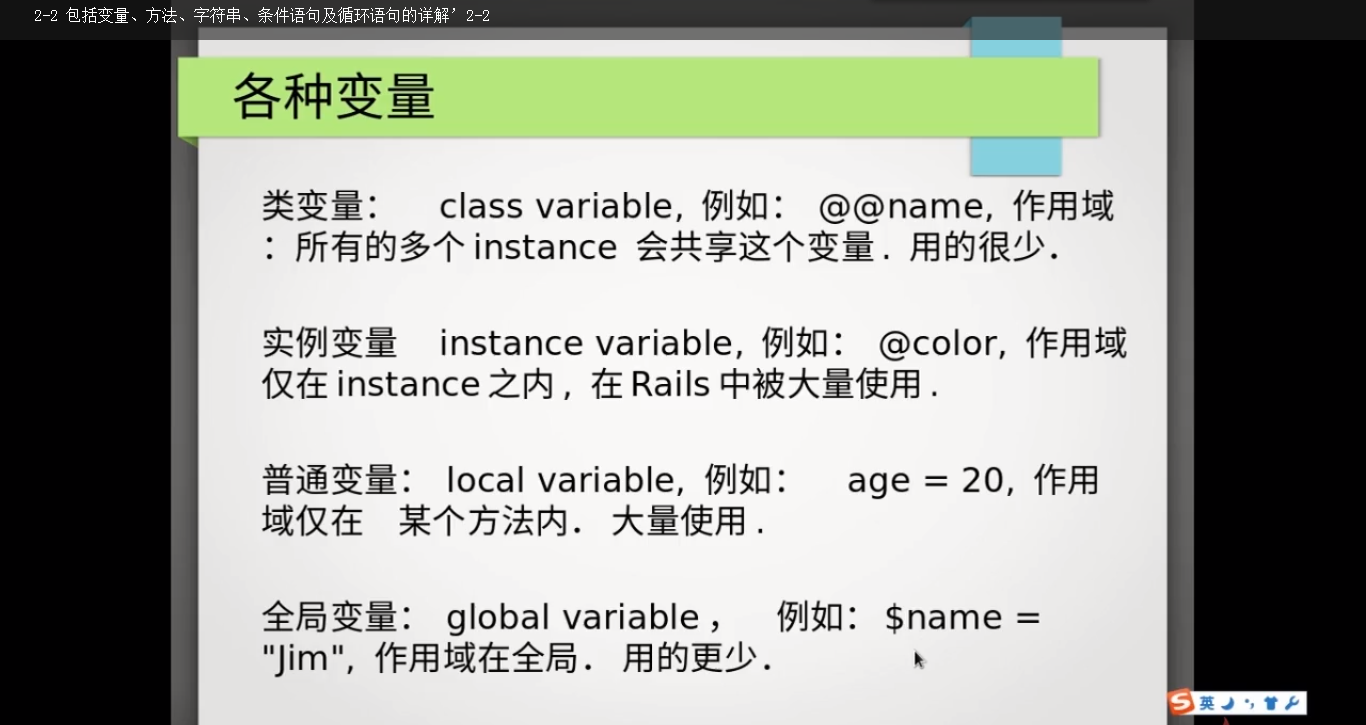 2-2 包括变量、方法、字符串、条件语句及循环语句的详解’2-2
各种变量
类变量： class variable, 例如： @@name, 作用域
：所有的多个 instance 会共享这个变量. 用的很少.
实例变量 instance variable, 例如： @color, 作用域
仅在 instance 之内, 在 Rails 中被大量使用.
普通变量： local variable, 例如： age = 20, 作用
域仅在 某个方法内. 大量使用.
全局变量： global variable , 例如：$name =
"Jim", 作用域在全局. 用的更少.
S 英